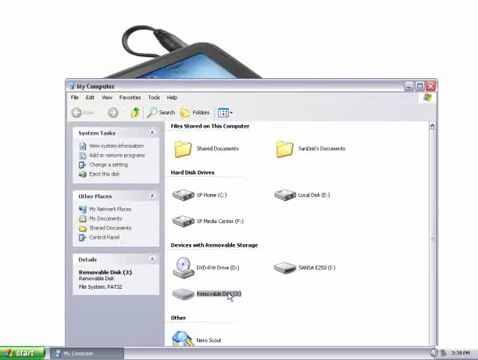 My Computer
File Edit View Favorites Tools Help
Back Search Folders
System Tasks
View system information
Add or remove programs
Change a setting
Eject this disk
Other Places
My Network Places
My Documents
Shared Documents
Control Panel
Details
Removable Disk (J:)
Removable Disk
File System: FAT32
Files Stored on This Computer
Shared Documents
SanDisk's Documents
Hard Disk Drives
XP Home (C:)
Local Disk (E:)
XP Media Center (F:)
Devices with Removable Storage
DVD-RW Drive (D:)
SANSA E250 (I:)
Removable Disk (J:)
Other
Nero Scout
start
My Computer
3:39 PM